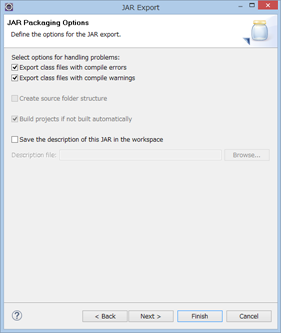 JAR Export
JAR Packaging Options
Define the options for the JAR export.
Select options for handling problems:
Export class files with compile errors
Export class files with compile warnings
Create source folder structure
Build projects if not built automatically
Save the description of this JAR in the workspace
Description file:
Browse...
?
< Back
Next >
Finish
Cancel